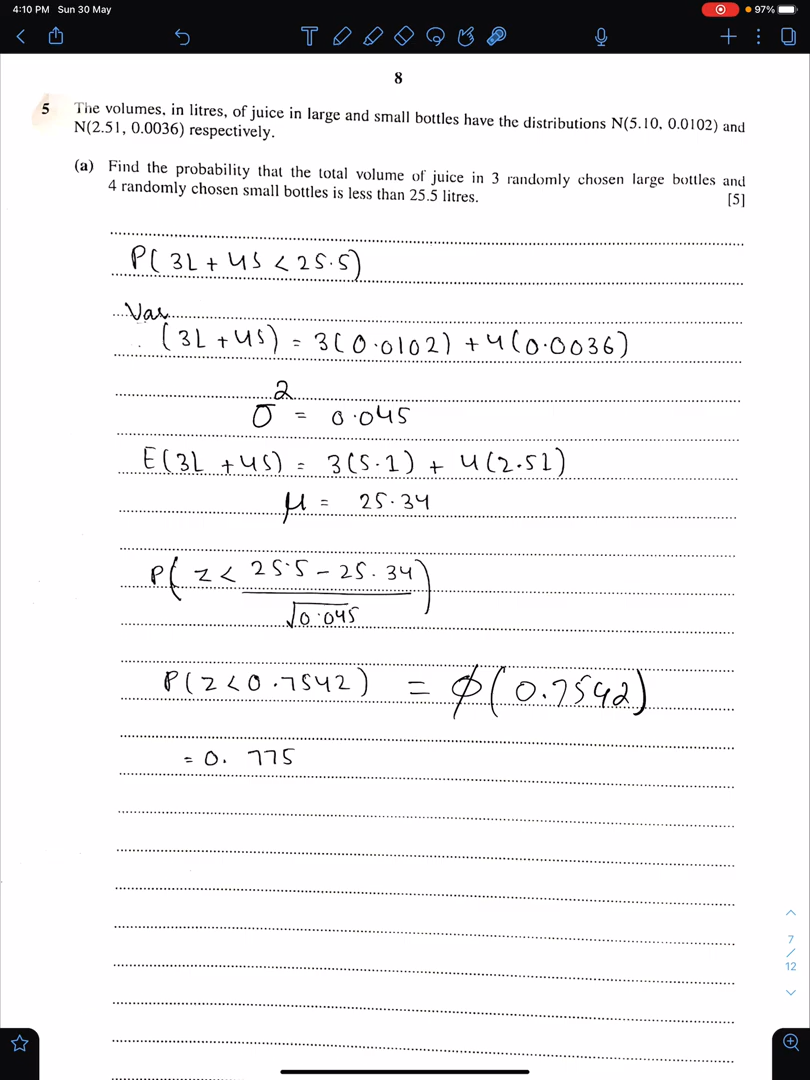 4:10 PM Sun 30 May
97%
8
5 The volumes, in litres, of juice in large and small bottles have the distributions N(5.10, 0.0102) and
N(2.51, 0.0036) respectively.
(a) Find the probability that the total volume of juice in 3 randomly chosen large bottles and
4 randomly chosen small bottles is less than 25.5 litres. [5]
P(3L + 4S < 25.5)
Var
(3L + 4S) = 3(0.0102) + 4(0.0036)
σ² = 0.045
E(3L + 4S) = 3(5.1) + 4(2.51)
μ = 25.34
P(Z < 25.5 - 25.34
√0.045)
P(Z < 0.7542) = ϕ(0.7542)
= 0.775
7
/
12